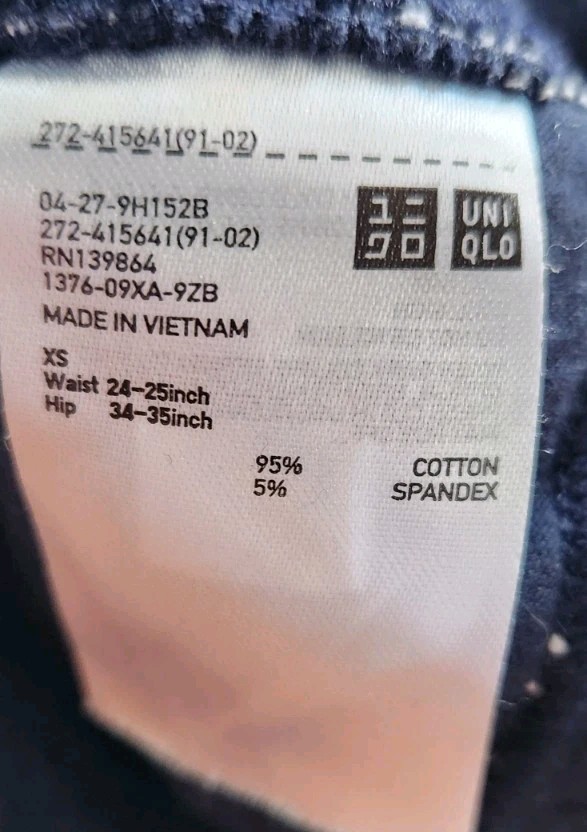 272-415641(91-02)
04-27-9H152B
272-415641(91-02)
RN139864
1376-09XA-9ZB
MADE IN VIETNAM
ユニ
クロ
UNI
QLO
XS
Waist 24-25inch
Hip 34-35inch
95% COTTON
5% SPANDEX